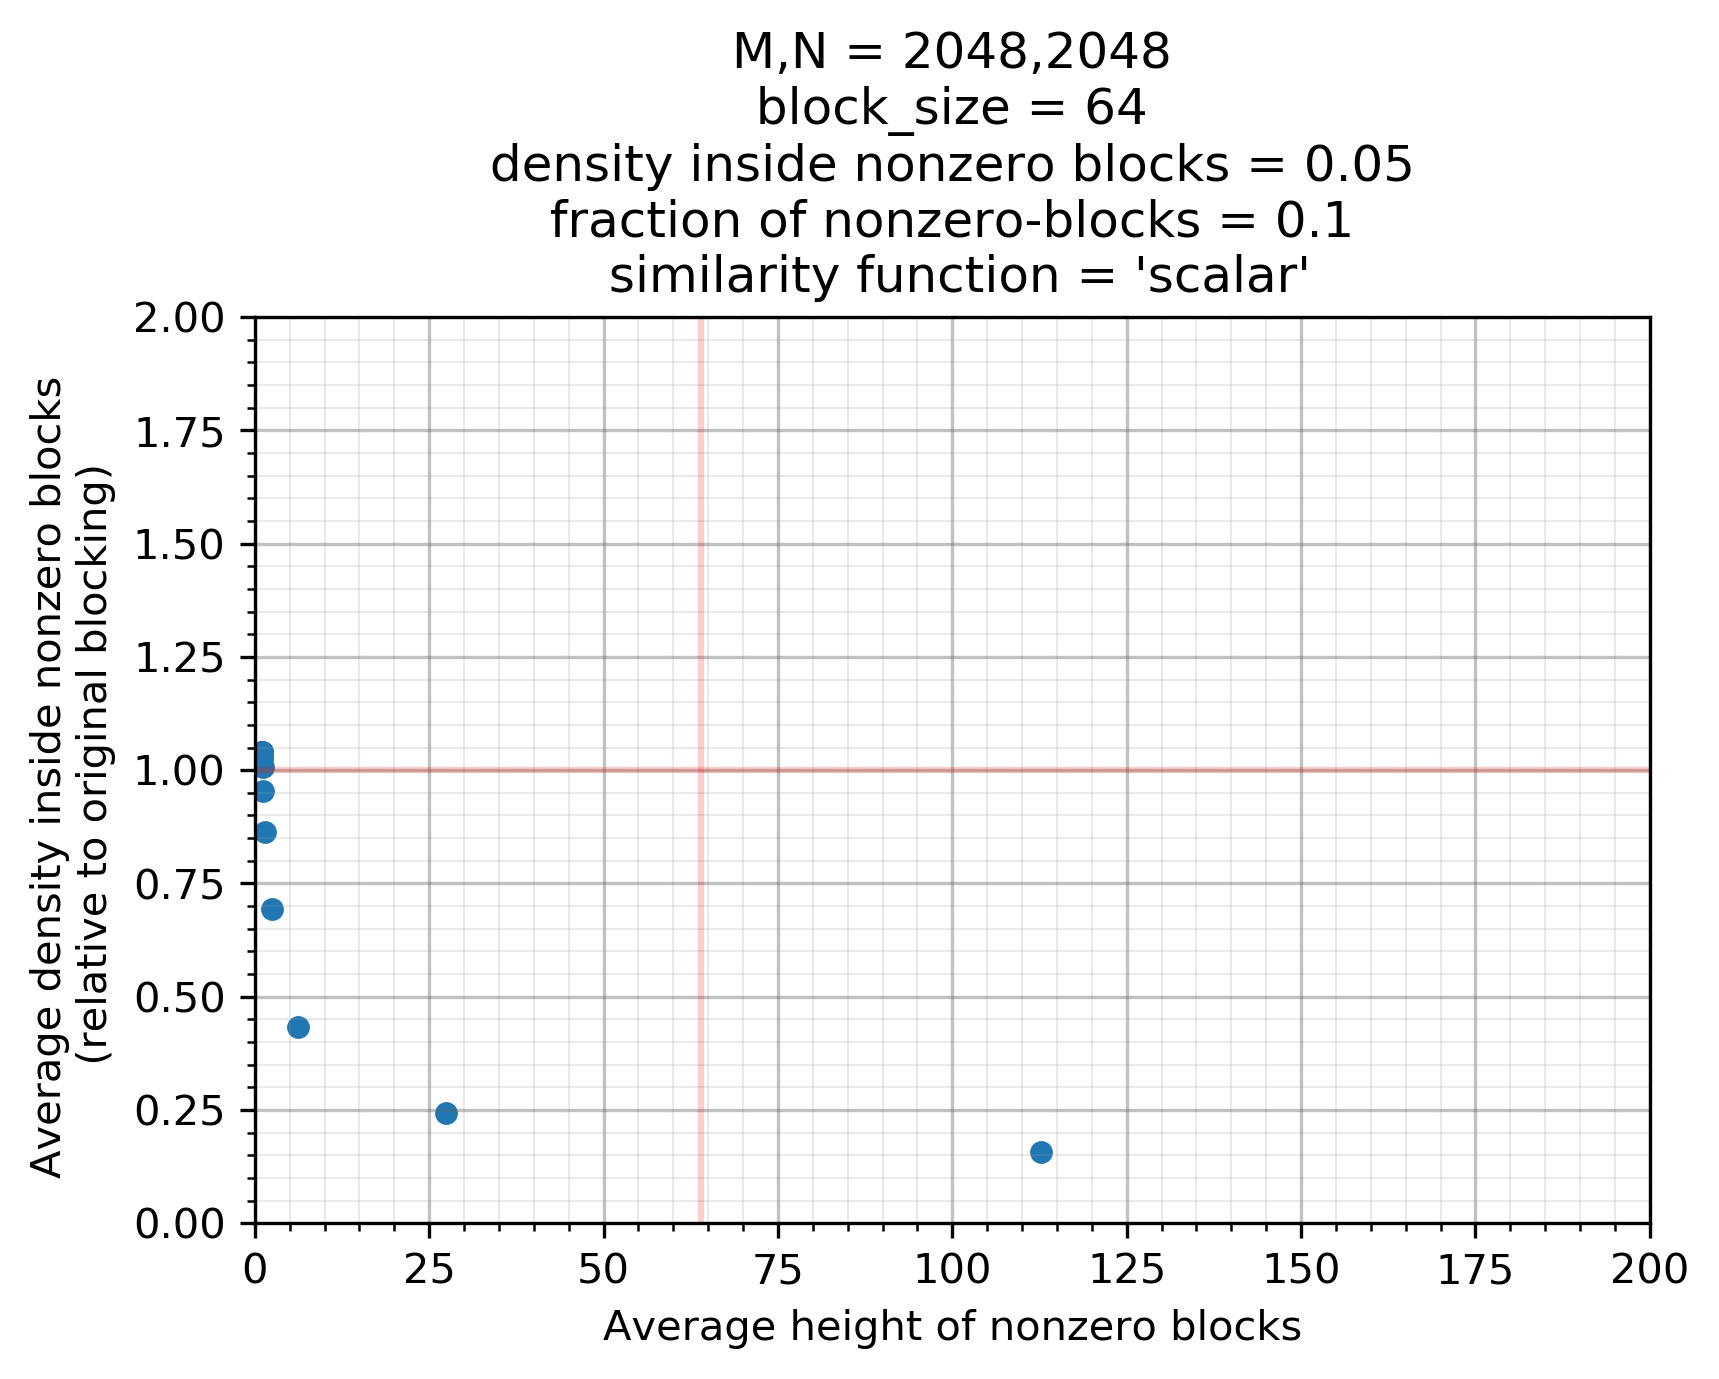 M,N = 2048,2048
block_size = 64
density inside nonzero blocks = 0.05
fraction of nonzero-blocks = 0.1
similarity function = 'scalar'
2.00
1.75
1.50
1.25
1.00
0.75
0.50
0.25
0.00
Average density inside nonzero blocks
(relative to original blocking)
0 25 50 75 100 125 150 175 200
Average height of nonzero blocks